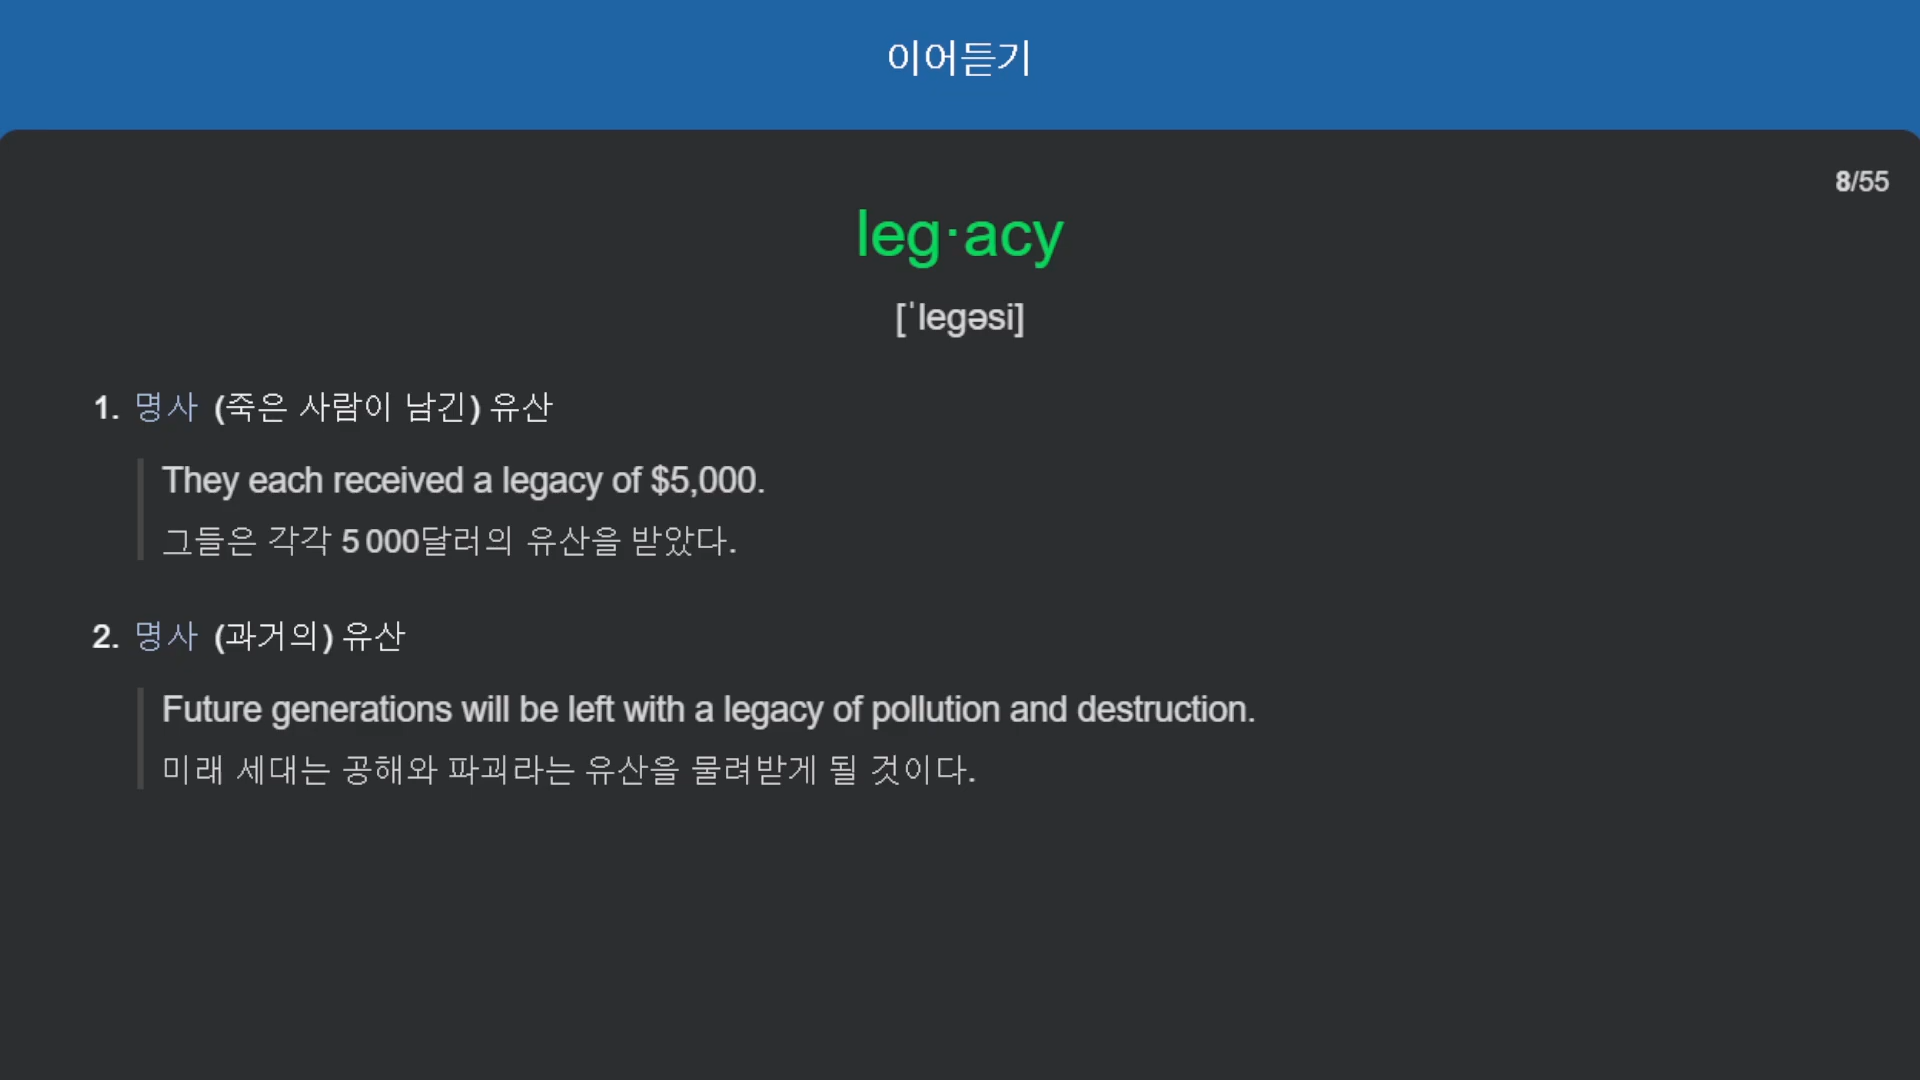 이어듣기
8/55
leg·acy
[ˈlegəsi]
1. 명사 (죽은 사람이 남긴) 유산
They each received a legacy of $5,000.
그들은 각각 5 000달러의 유산을 받았다.
2. 명사 (과거의) 유산
Future generations will be left with a legacy of pollution and destruction.
미래 세대는 공해와 파괴라는 유산을 물려받게 될 것이다.